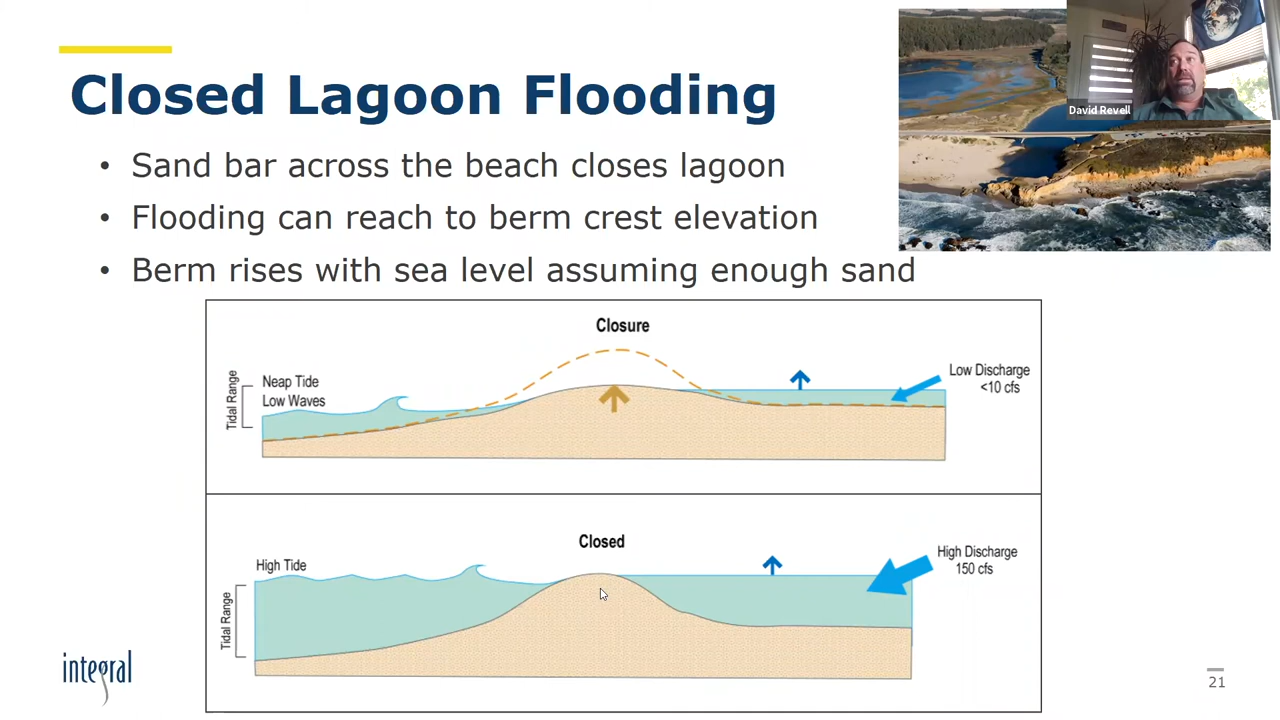 Closed Lagoon Flooding
David Revell
• Sand bar across the beach closes lagoon
• Flooding can reach to berm crest elevation
• Berm rises with sea level assuming enough sand
Closure
Tidal Range
Neap Tide
Low Waves
Low Discharge
<10 cfs
Closed
High Tide
Tidal Range
High Discharge
150 cfs
integral
21